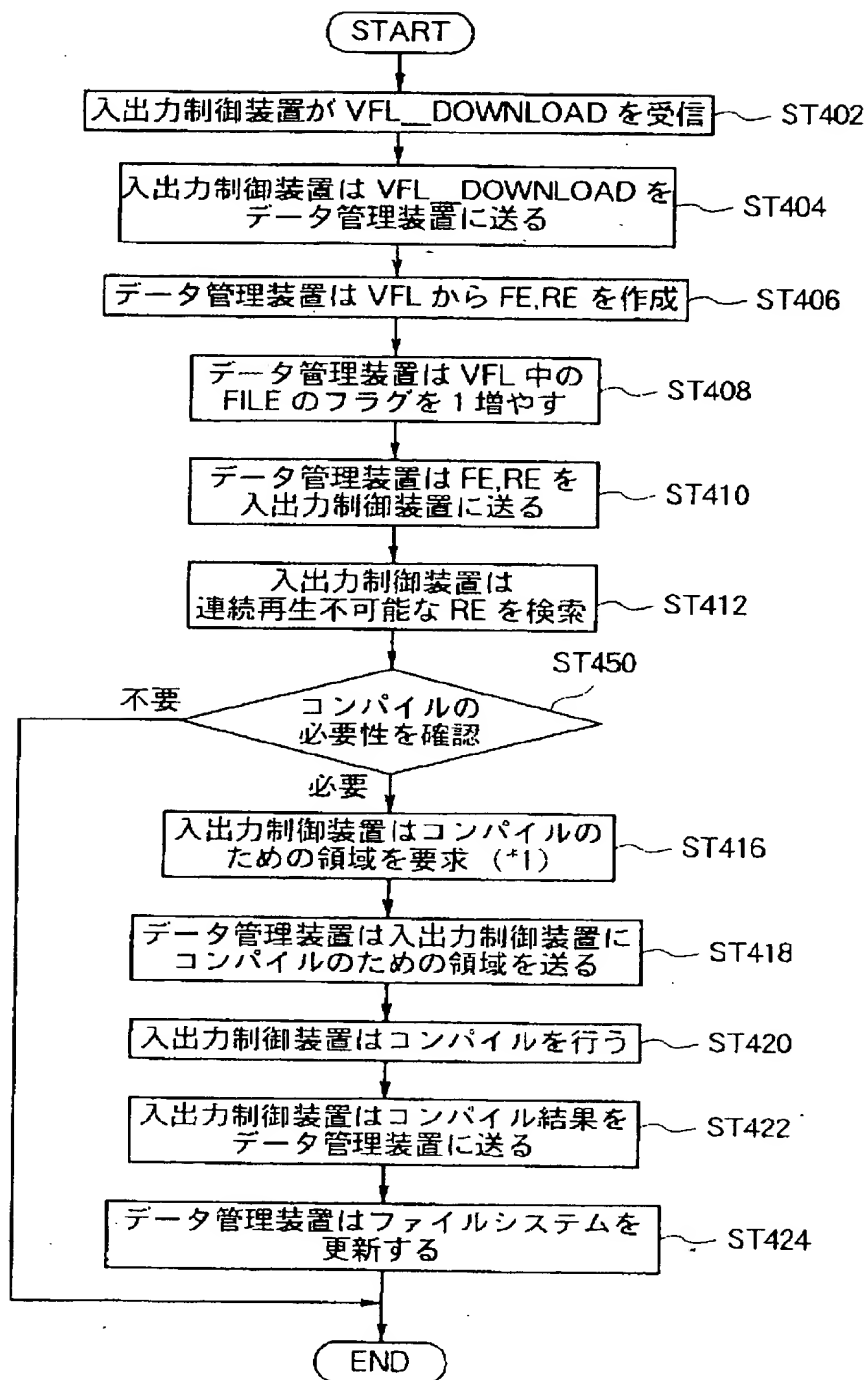 START
入出力制御装置が VFL__DOWNLOAD を受信
ST402
入出力制御装置は VFL__DOWNLOAD を
データ管理装置に送る
ST404
データ管理装置は VFL から FE,RE を作成
ST406
データ管理装置は VFL 中の
FILE のフラグを 1 増やす
ST408
データ管理装置は FE,RE を
入出力制御装置に送る
ST410
入出力制御装置は
連続再生不可能な RE を検索
ST412
ST450
不要
コンパイルの
必要性を確認
必要
入出力制御装置はコンパイルの
ための領域を要求 (*1)
ST416
データ管理装置は入出力制御装置に
コンパイルのための領域を送る
ST418
入出力制御装置はコンパイルを行う
ST420
入出力制御装置はコンパイル結果を
データ管理装置に送る
ST422
データ管理装置はファイルシステムを
更新する
ST424
END